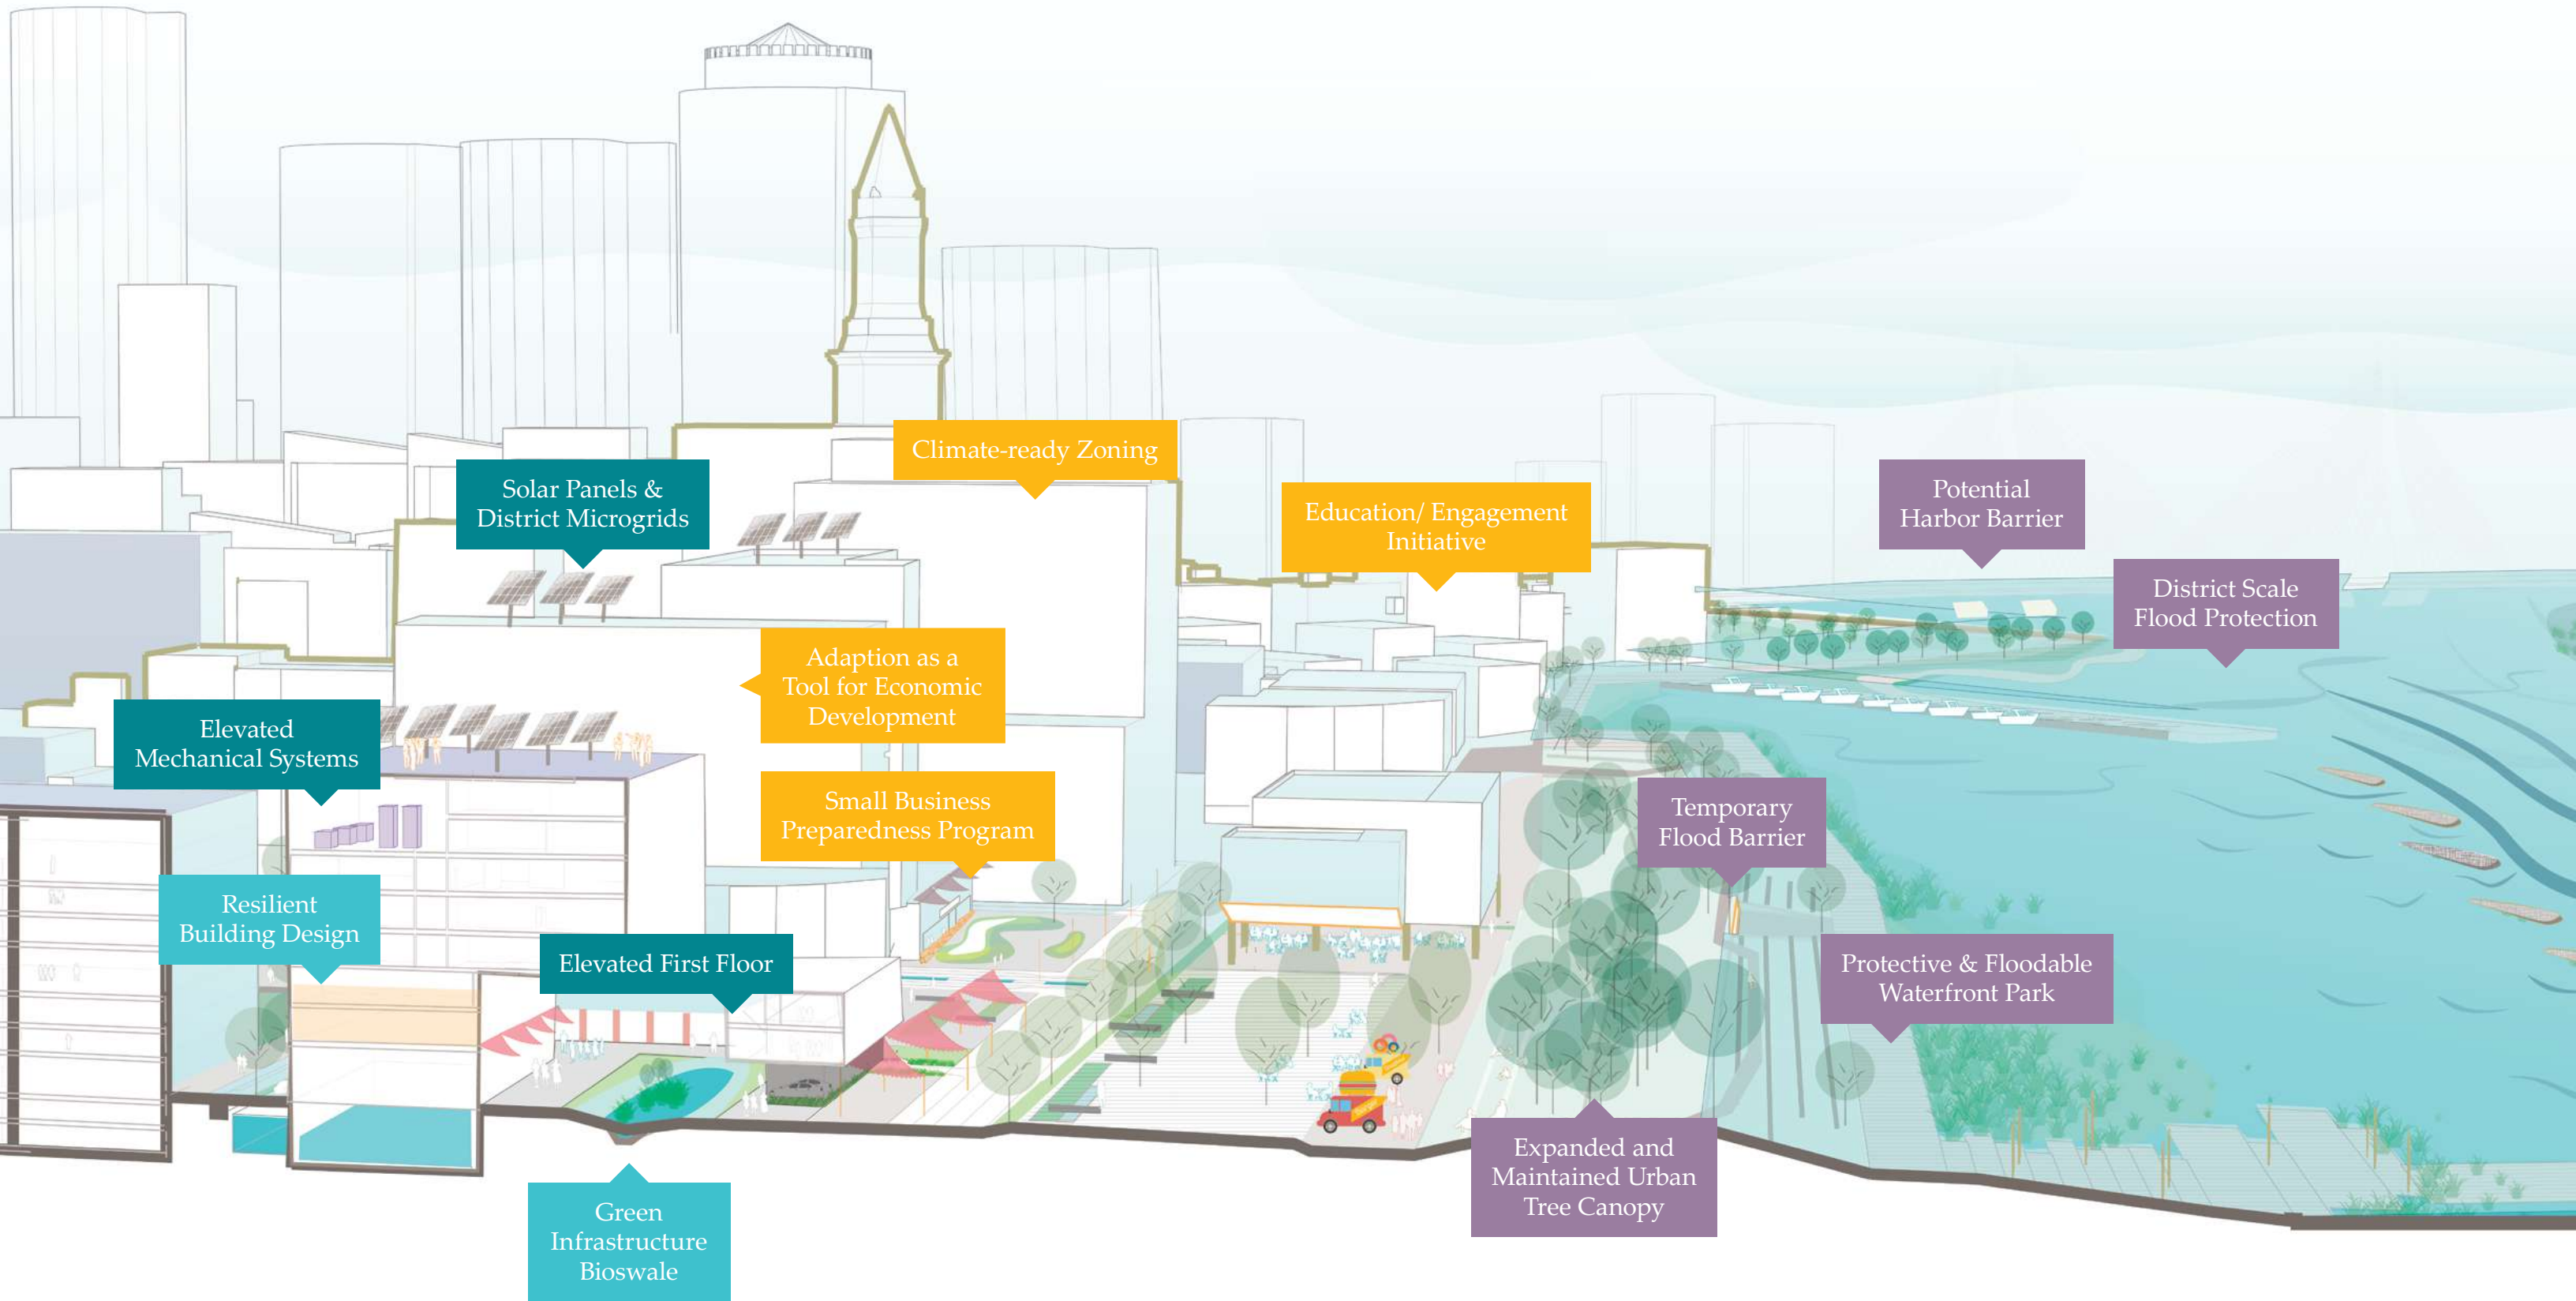 Climate-ready Zoning
Solar Panels &
District Microgrids
Education/ Engagement
Initiative
Potential
Harbor Barrier
District Scale
Flood Protection
Adaption as a
Tool for Economic
Development
Elevated
Mechanical Systems
Small Business
Preparedness Program
Temporary
Flood Barrier
Resilient
Building Design
Elevated First Floor
Protective & Floodable
Waterfront Park
Expanded and
Maintained Urban
Tree Canopy
Green
Infrastructure
Bioswale